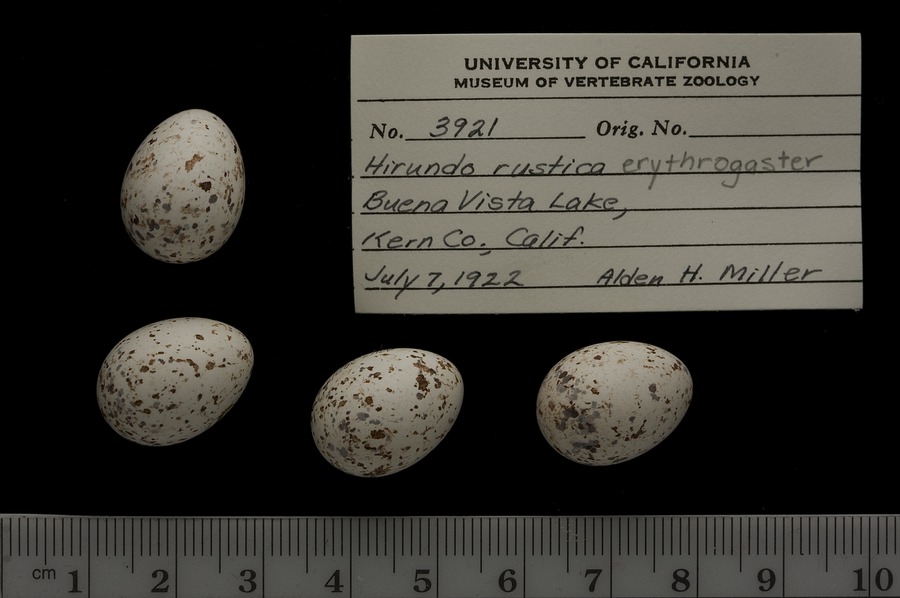 UNIVERSITY OF CALIFORNIA
MUSEUM OF VERTEBRATE ZOOLOGY
No. 3921 Orig. No.
Hirundo rustica erythrogaster
Buena Vista Lake,
Kern Co., Calif.
July 7, 1922 Alden H. Miller
cm 1 2 3 4 5 6 7 8 9 10